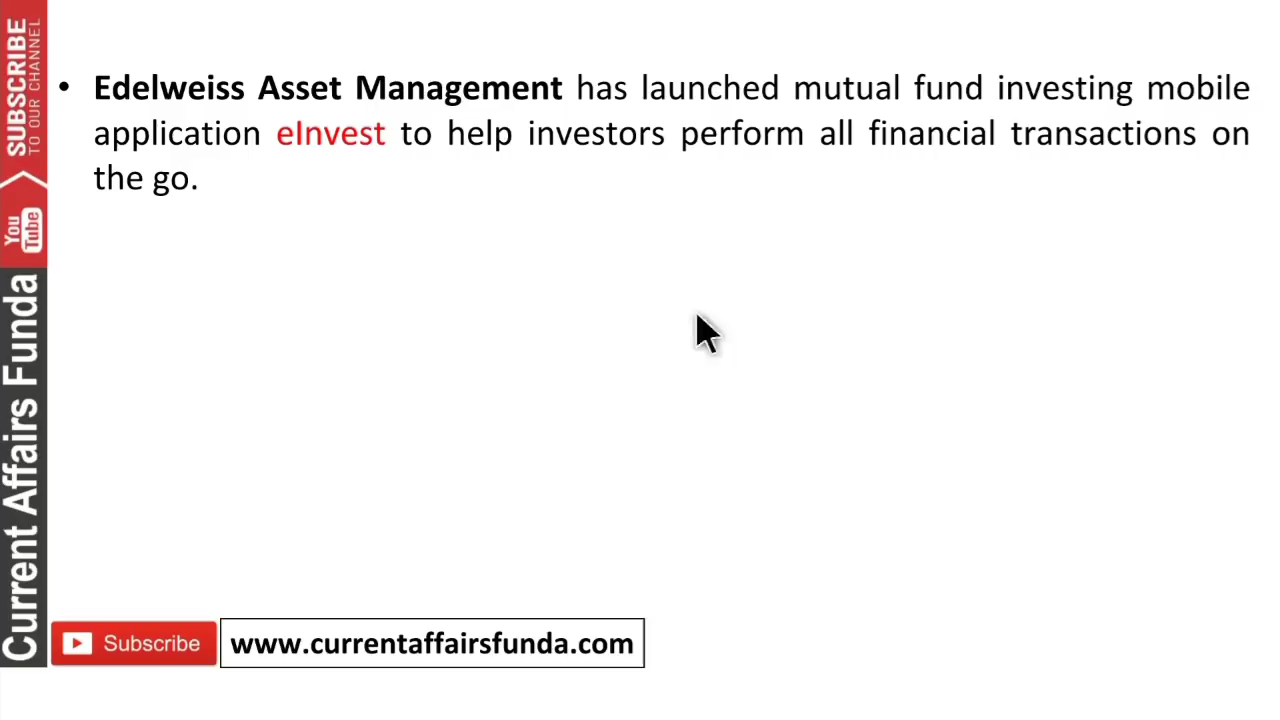 • Edelweiss Asset Management has launched mutual fund investing mobile
application eInvest to help investors perform all financial transactions on
the go.
SUBSCRIBE
TO OUR CHANNEL
You
Tube
Current Affairs Funda
Subscribe
www.currentaffairsfunda.com